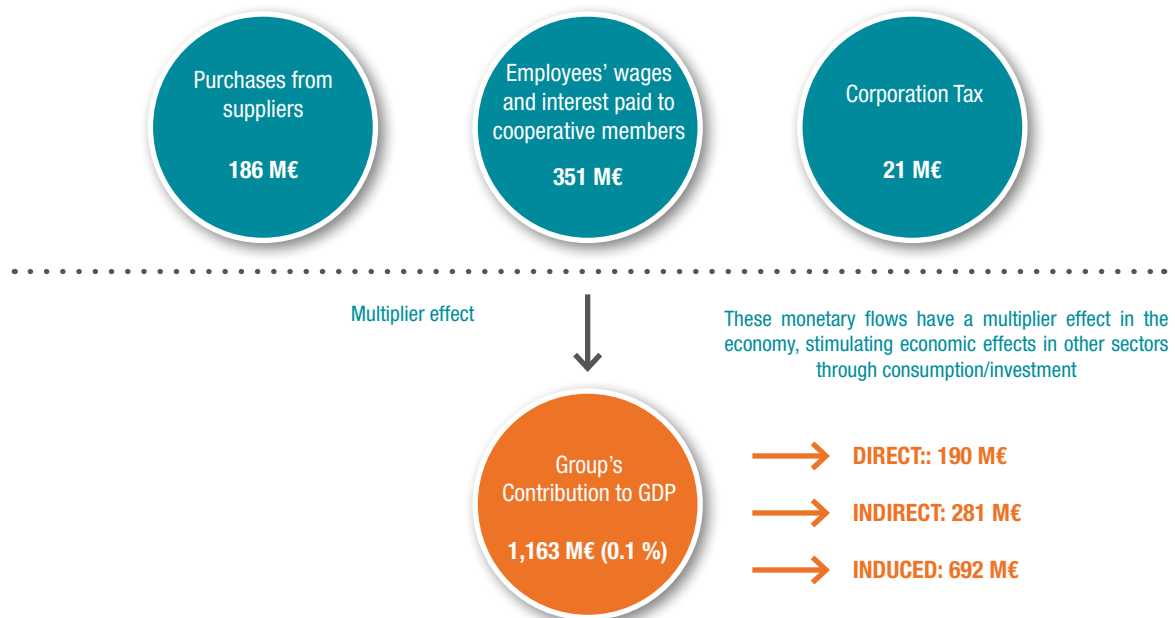 Purchases from
suppliers
186 M€
Employees’ wages
and interest paid to
cooperative members
351 M€
Corporation Tax
21 M€
Multiplier effect
These monetary flows have a multiplier effect in the
economy, stimulating economic effects in other sectors
through consumption/investment
Group’s
Contribution to GDP
1,163 M€ (0.1 %)
DIRECT:: 190 M€
INDIRECT: 281 M€
INDUCED: 692 M€